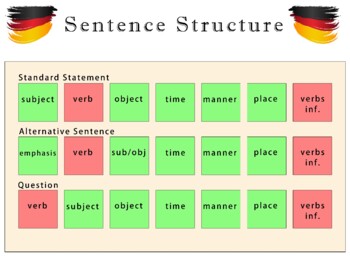 Sentence Structure
Standard Statement
subject verb object time manner place verbs inf.
Alternative Sentence
emphasis verb sub/obj time manner place verbs inf.
Question
verb subject object time manner place verbs inf.